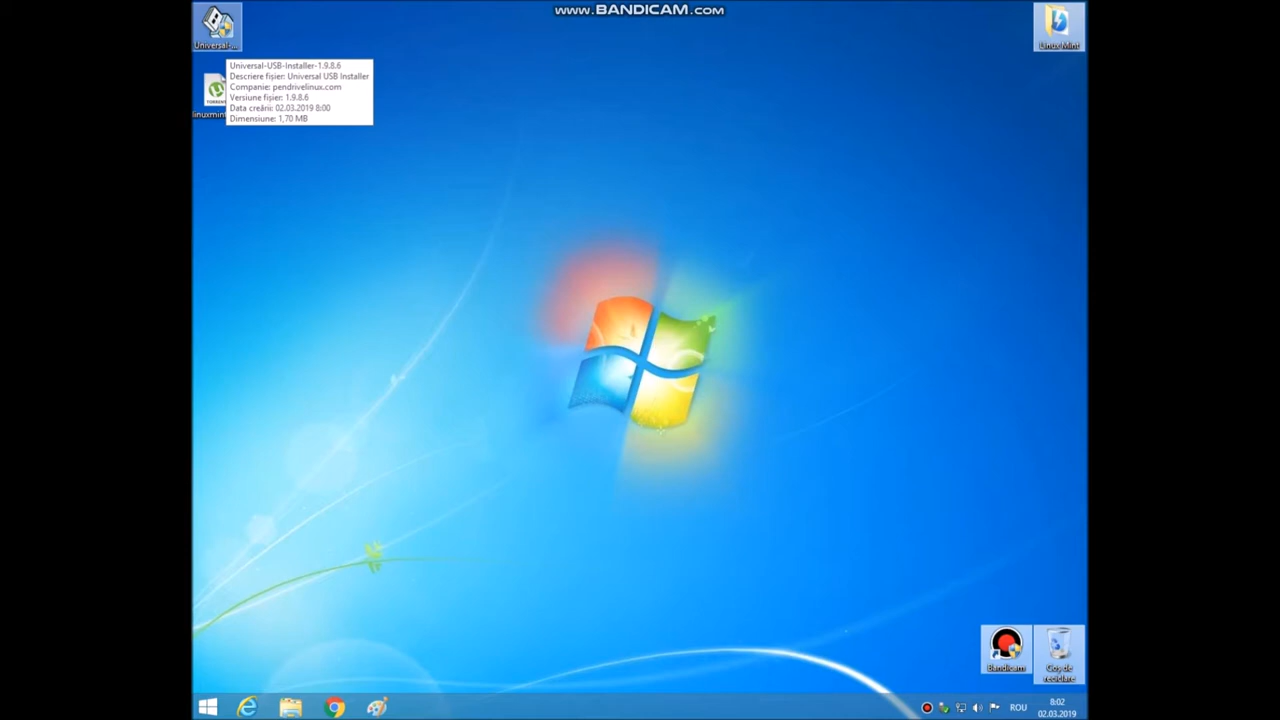 www.BANDICAM.com
Universal-...
Linux Mint
Universal-USB-Installer-1.9.8.6
Descriere fișier: Universal USB Installer
Companie: pendrivelinux.com
Versiune fișier: 1.9.8.6
Data creării: 02.03.2019 8:00
Dimensiune: 1,70 MB
TORRENT
linuxmin
Bandicam
Coș de
reciclare
ROU
8:02
02.03.2019